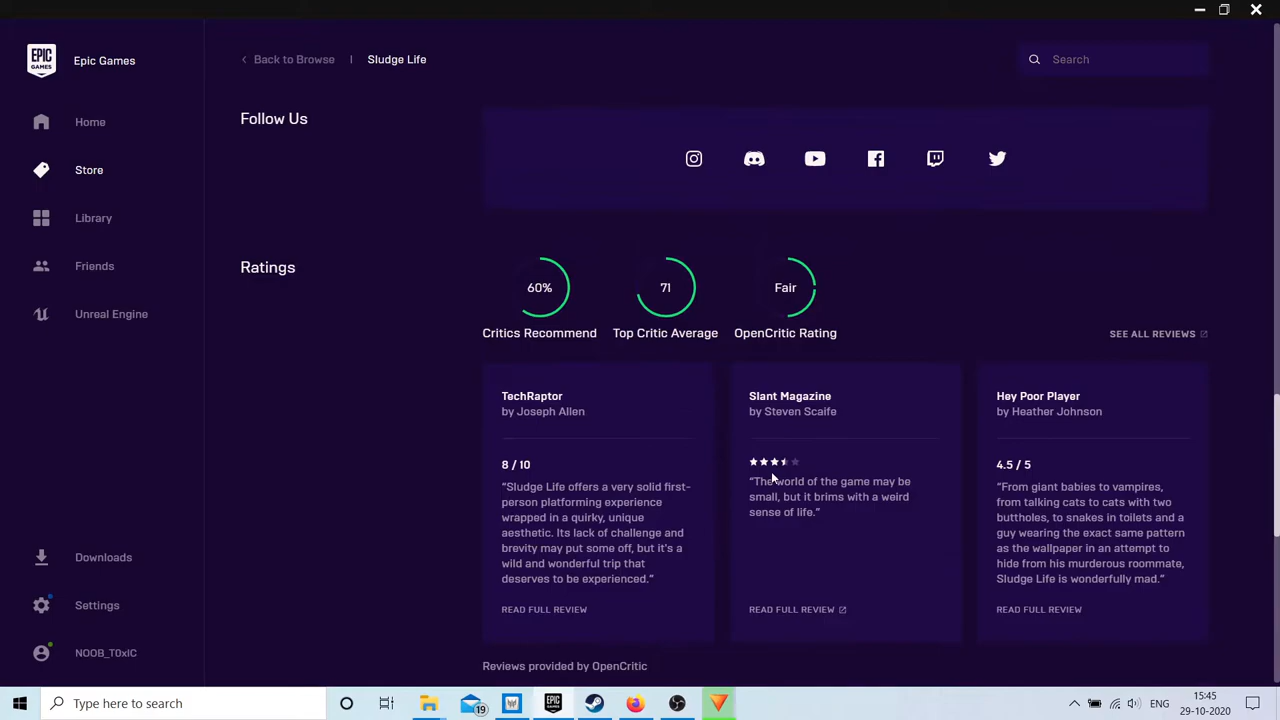 EPIC
GAMES
Epic Games
Back to Browse | Sludge Life
Search
Home
Store
Library
Friends
Unreal Engine
Downloads
Settings
NOOB_T0xIC
Follow Us
Ratings
60%
Critics Recommend
71
Top Critic Average
Fair
OpenCritic Rating
SEE ALL REVIEWS
TechRaptor
by Joseph Allen
8 / 10
“Sludge Life offers a very solid first-
person platforming experience
wrapped in a quirky, unique
aesthetic. Its lack of challenge and
brevity may put some off, but it's a
wild and wonderful trip that
deserves to be experienced.”
READ FULL REVIEW
Slant Magazine
by Steven Scaife
“The world of the game may be
small, but it brims with a weird
sense of life.”
READ FULL REVIEW
Hey Poor Player
by Heather Johnson
4.5 / 5
“From giant babies to vampires,
from talking cats to cats with two
buttholes, to snakes in toilets and a
guy wearing the exact same pattern
as the wallpaper in an attempt to
hide from his murderous roommate,
Sludge Life is wonderfully mad.”
READ FULL REVIEW
Reviews provided by OpenCritic
Type here to search
19
ENG
15:45
29-10-2020